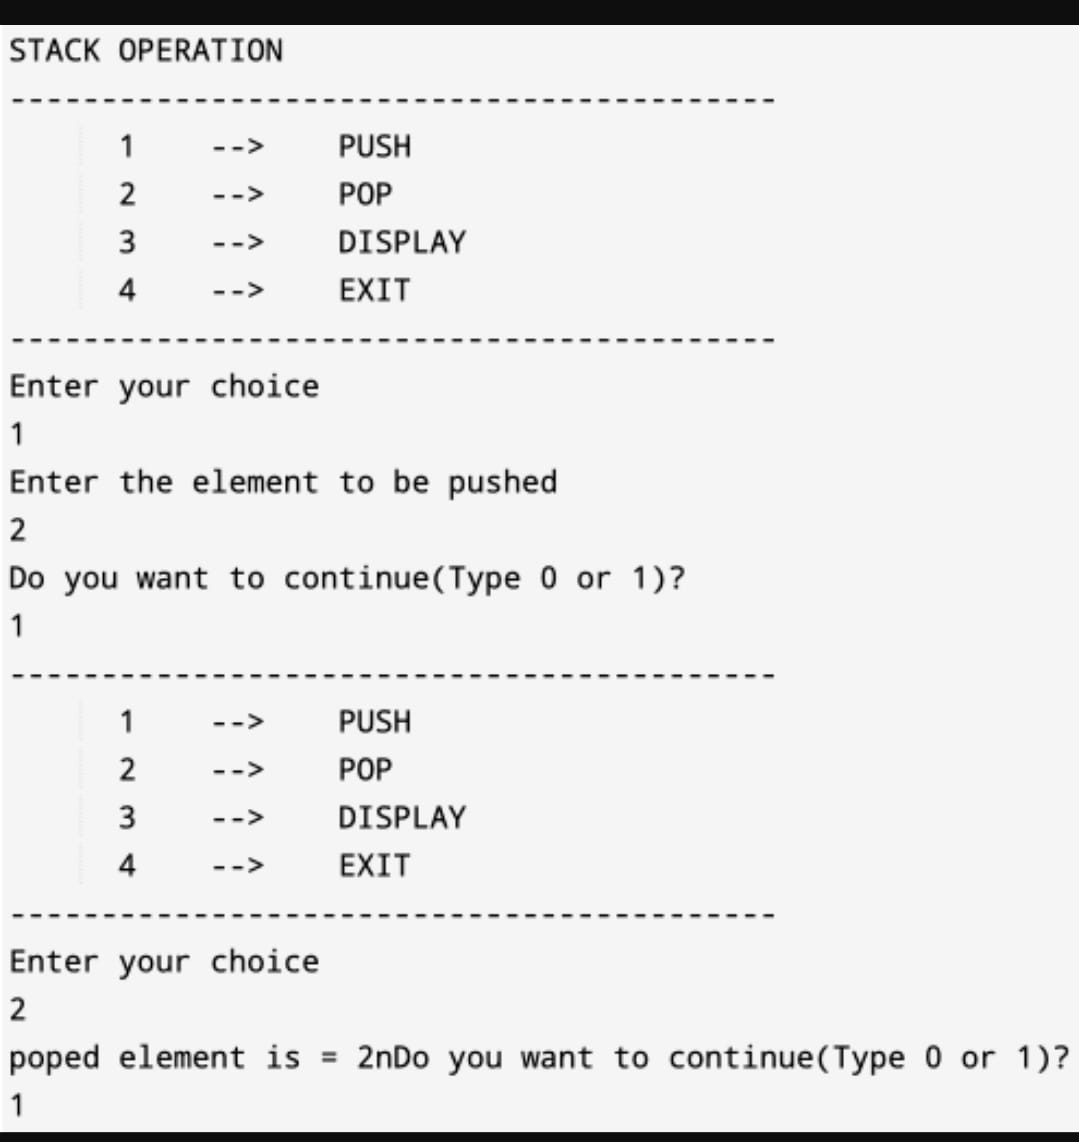 STACK OPERATION
------------------------------------------
1 --> PUSH
2 --> POP
3 --> DISPLAY
4 --> EXIT
------------------------------------------
Enter your choice
1
Enter the element to be pushed
2
Do you want to continue(Type 0 or 1)?
1
------------------------------------------
1 --> PUSH
2 --> POP
3 --> DISPLAY
4 --> EXIT
------------------------------------------
Enter your choice
2
poped element is = 2nDo you want to continue(Type 0 or 1)?
1